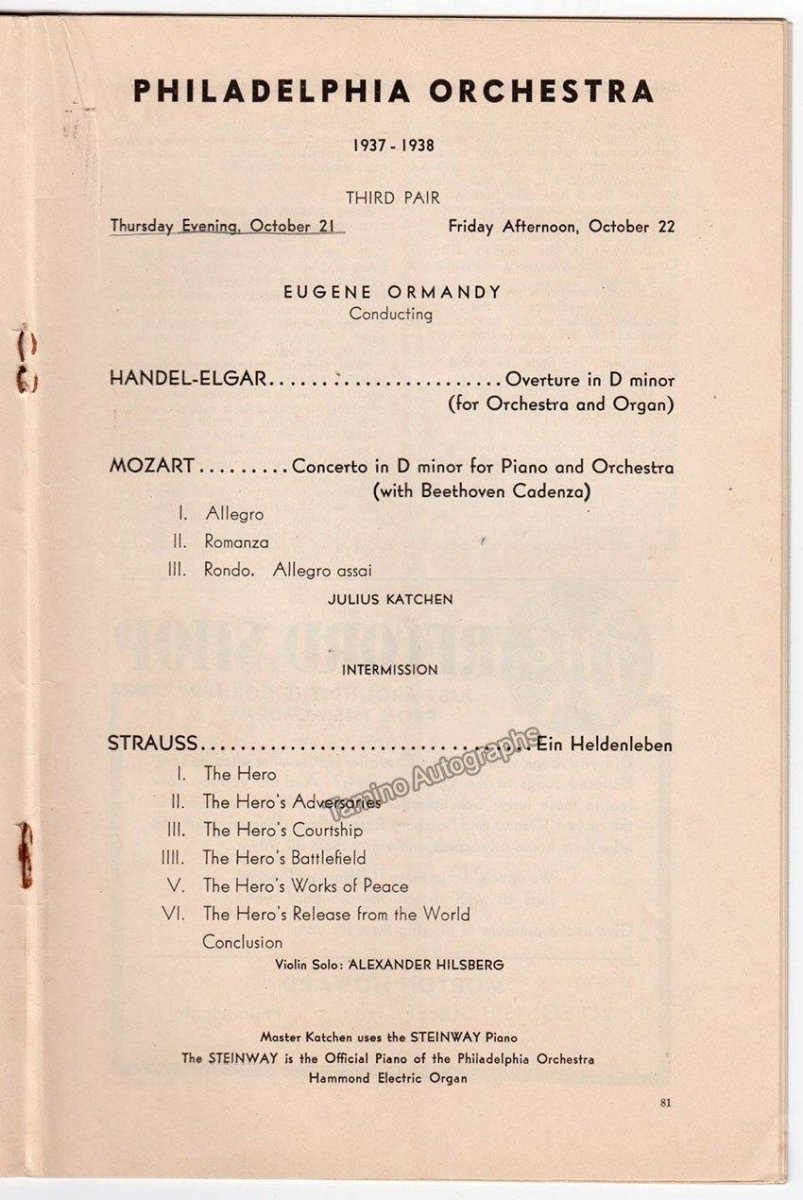 PHILADELPHIA ORCHESTRA
1937 - 1938
THIRD PAIR
Thursday Evening, October 21 Friday Afternoon, October 22
EUGENE ORMANDY
Conducting
HANDEL-ELGAR........................Overture in D minor
(for Orchestra and Organ)
MOZART.........Concerto in D minor for Piano and Orchestra
(with Beethoven Cadenza)
I. Allegro
II. Romanza
III. Rondo. Allegro assai
JULIUS KATCHEN
INTERMISSION
STRAUSS..................................Ein Heldenleben
I. The Hero
II. The Hero's Adversaries
III. The Hero's Courtship
IIII. The Hero's Battlefield
V. The Hero's Works of Peace
VI. The Hero's Release from the World
Conclusion
Violin Solo: ALEXANDER HILSBERG
Tamino Autographs
Master Katchen uses the STEINWAY Piano
The STEINWAY is the Official Piano of the Philadelphia Orchestra
Hammond Electric Organ
81